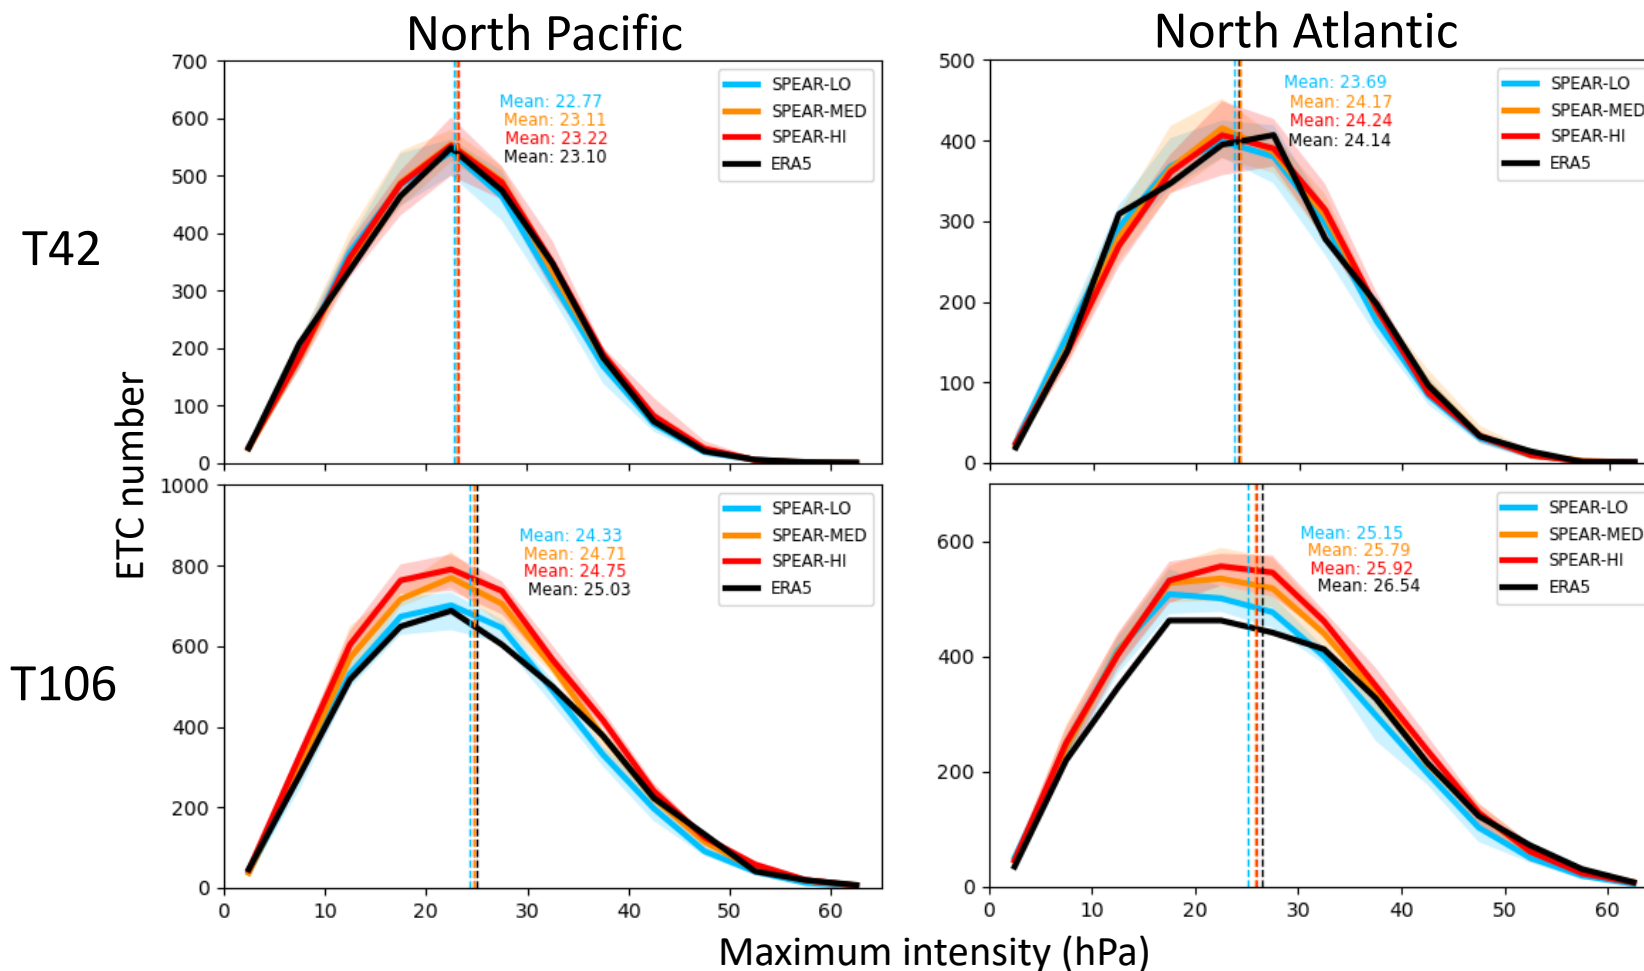 North Pacific
North Atlantic
T42
T106
ETC number
Maximum intensity (hPa)
700
600
500
400
300
200
100
0
Mean: 22.77
Mean: 23.11
Mean: 23.22
Mean: 23.10
SPEAR-LO
SPEAR-MED
SPEAR-HI
ERA5
500
400
300
200
100
0
Mean: 23.69
Mean: 24.17
Mean: 24.24
Mean: 24.14
SPEAR-LO
SPEAR-MED
SPEAR-HI
ERA5
1000
800
600
400
200
0
Mean: 24.33
Mean: 24.71
Mean: 24.75
Mean: 25.03
SPEAR-LO
SPEAR-MED
SPEAR-HI
ERA5
0 10 20 30 40 50 60
600
400
200
0
Mean: 25.15
Mean: 25.79
Mean: 25.92
Mean: 26.54
SPEAR-LO
SPEAR-MED
SPEAR-HI
ERA5
0 10 20 30 40 50 60